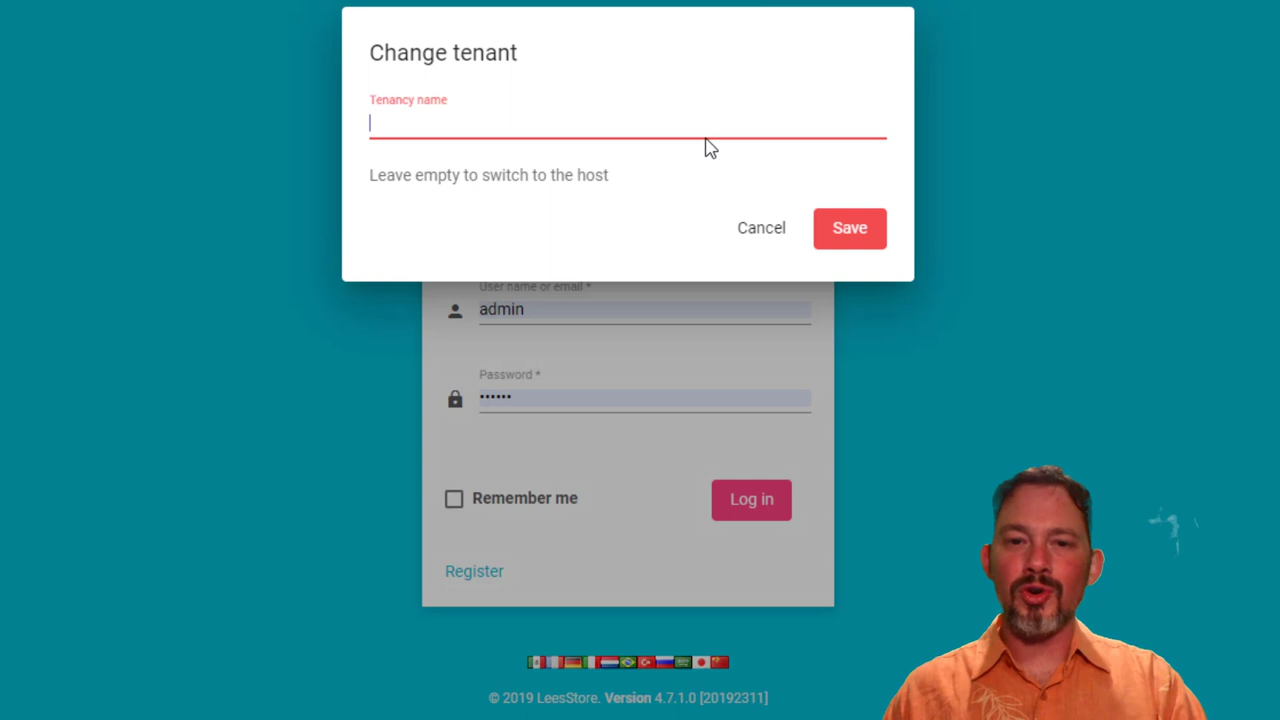 Change tenant
Tenancy name
Leave empty to switch to the host
Cancel
Save
User name or email *
admin
Password *
••••••
Remember me
Log in
Register
© 2019 LeesStore. Version 4.7.1.0 [20192311]